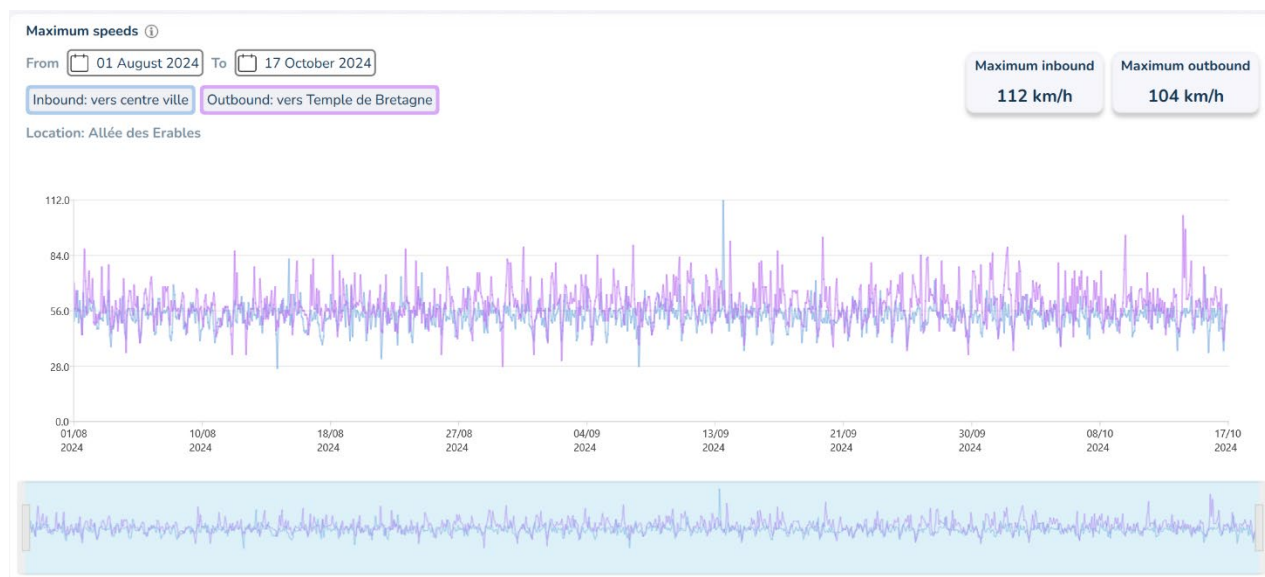 Maximum speeds
From 01 August 2024 To 17 October 2024
Inbound: vers centre ville Outbound: vers Temple de Bretagne
Location: Allée des Erables
Maximum inbound
112 km/h
Maximum outbound
104 km/h
112.0
84.0
56.0
28.0
0.0
01/08 2024
10/08 2024
18/08 2024
27/08 2024
04/09 2024
13/09 2024
21/09 2024
30/09 2024
08/10 2024
17/10 2024